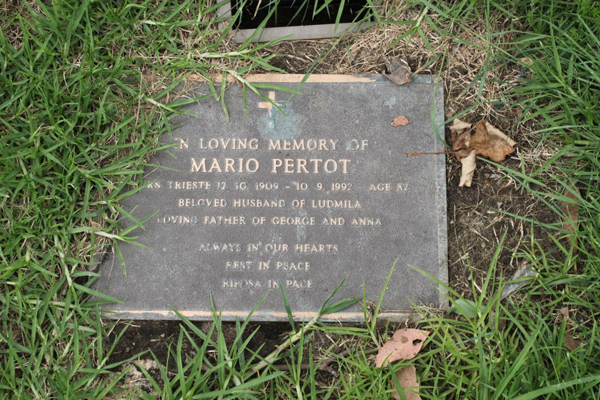 IN LOVING MEMORY OF
MARIO PERTOT
TRIESTE 12. 10. 1909 - 10. 9. 1992 AGE 82
BELOVED HUSBAND OF LUDMILA
LOVING FATHER OF GEORGE AND ANNA
ALWAYS IN OUR HEARTS
REST IN PEACE
RIPOSA IN PACE